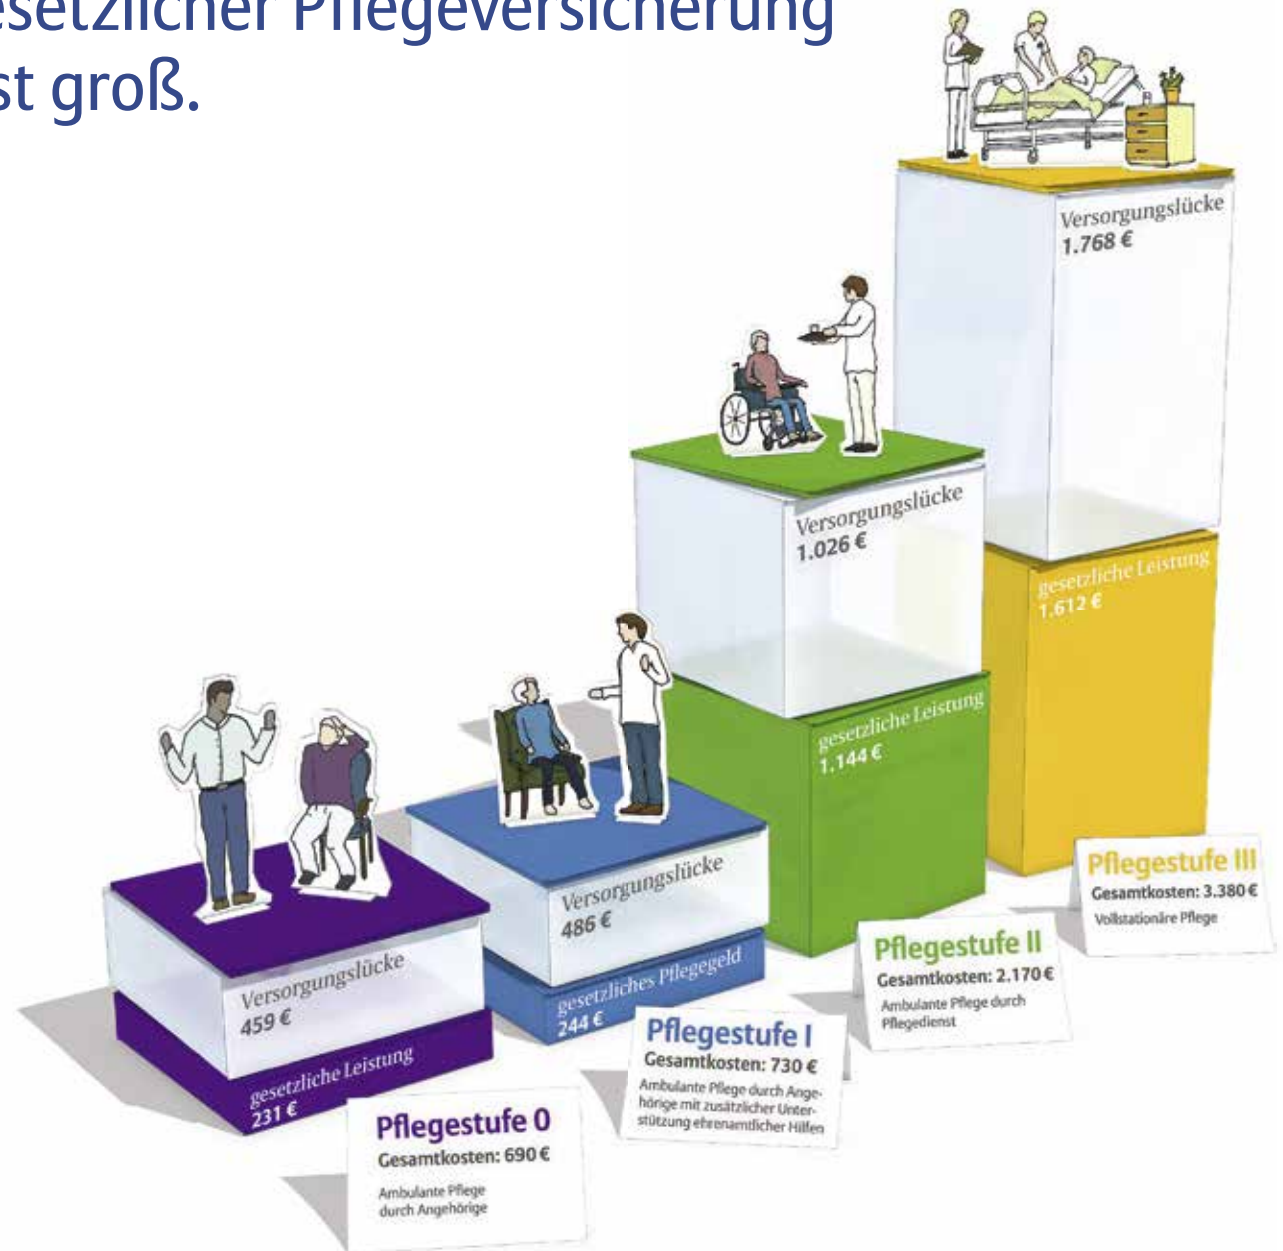 esetzlicher Pflegeversicherung
st groß.
Versorgungslücke
1.768 €
gesetzliche Leistung
1.612 €
Pflegestufe III
Gesamtkosten: 3.380 €
Vollstationäre Pflege
Versorgungslücke
1.026 €
gesetzliche Leistung
1.144 €
Pflegestufe II
Gesamtkosten: 2.170 €
Ambulante Pflege durch
Pflegedienst
Versorgungslücke
486 €
gesetzliches Pflegegeld
244 €
Pflegestufe I
Gesamtkosten: 730 €
Ambulante Pflege durch Ange-
hörige mit zusätzlicher Unter-
stützung ehrenamtlicher Hilfen
Versorgungslücke
459 €
gesetzliche Leistung
231 €
Pflegestufe 0
Gesamtkosten: 690 €
Ambulante Pflege
durch Angehörige